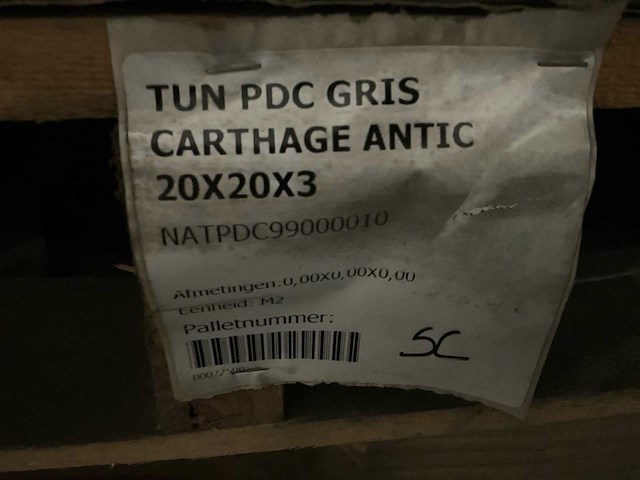 TUN PDC GRIS
CARTHAGE ANTIC
20X20X3
NATPDC99000010
Afmetingen:0,00X0,00X0,00
Eenheid: M2
Palletnummer:
SC